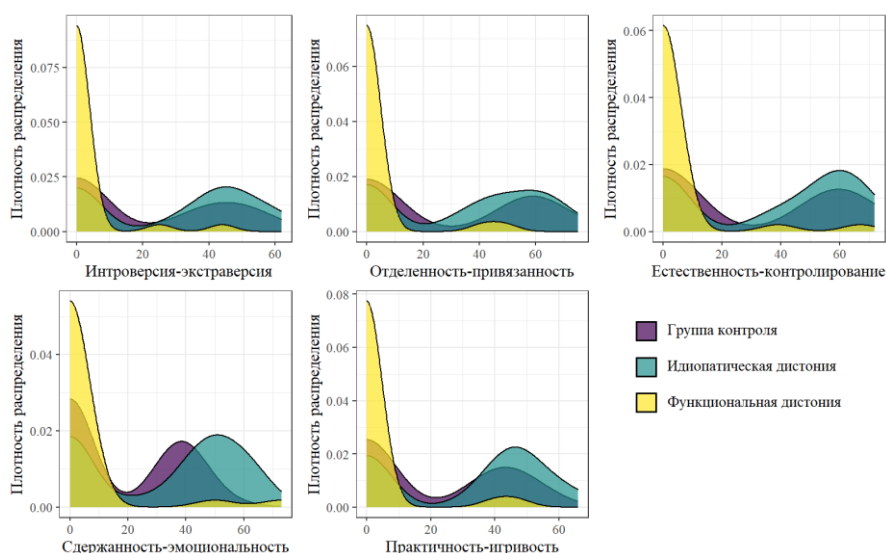 Плотность распределения
0.075
0.050
0.025
0.000
0 20 40 60
Интроверсия-экстраверсия
Плотность распределения
0.06
0.04
0.02
0.00
0 20 40 60
Отделенность-привязанность
Плотность распределения
0.06
0.04
0.02
0.00
0 20 40 60
Естественность-контролирование
Плотность распределения
0.04
0.02
0.00
0 20 40 60
Сдержанность-эмоциональность
Плотность распределения
0.08
0.06
0.04
0.02
0.00
0 20 40 60
Практичность-игривость
Группа контроля
Идиопатическая дистония
Функциональная дистония